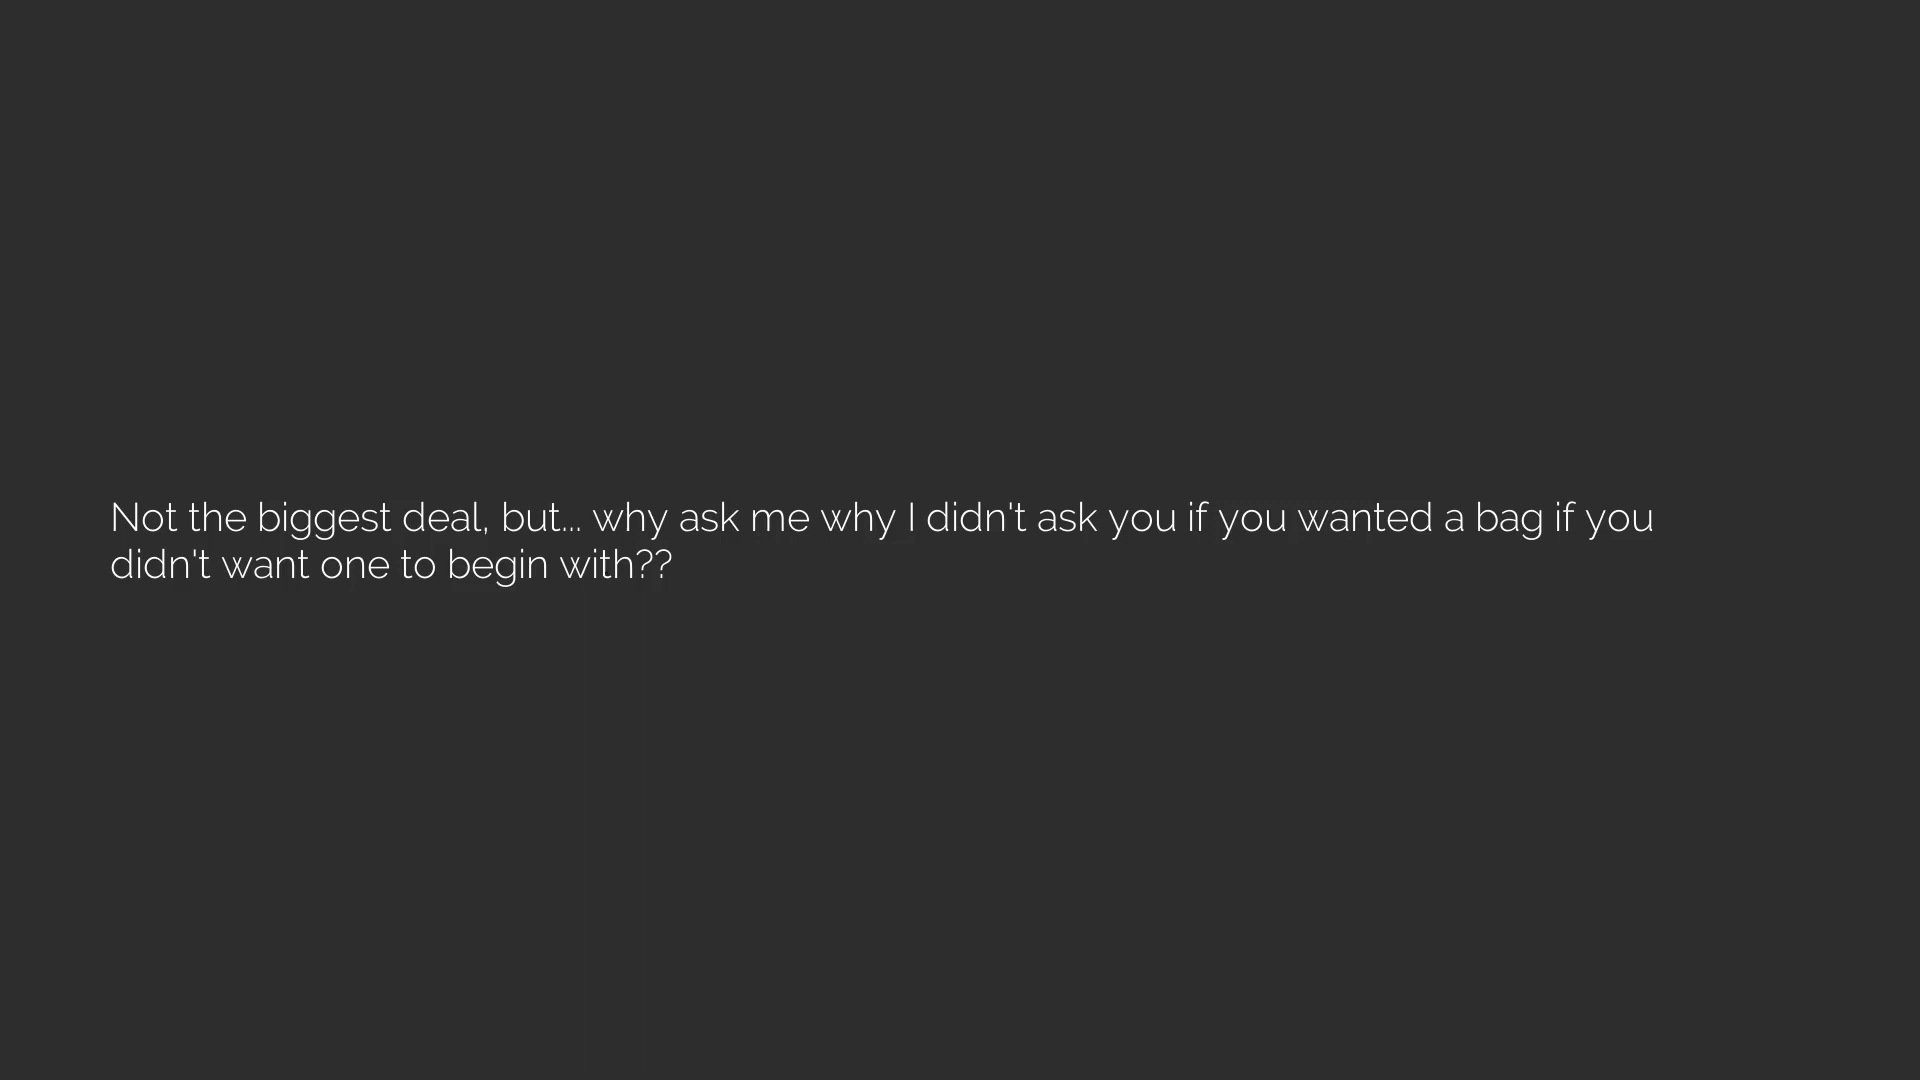 Not the biggest deal, but... why ask me why I didn't ask you if you wanted a bag if you
didn't want one to begin with??